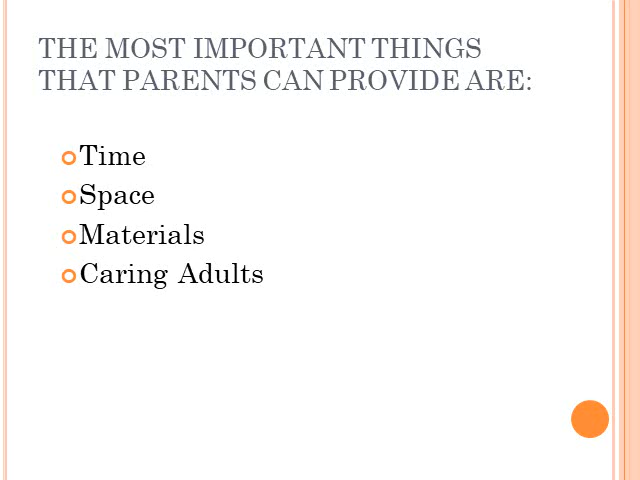 THE MOST IMPORTANT THINGS
THAT PARENTS CAN PROVIDE ARE:
Time
Space
Materials
Caring Adults